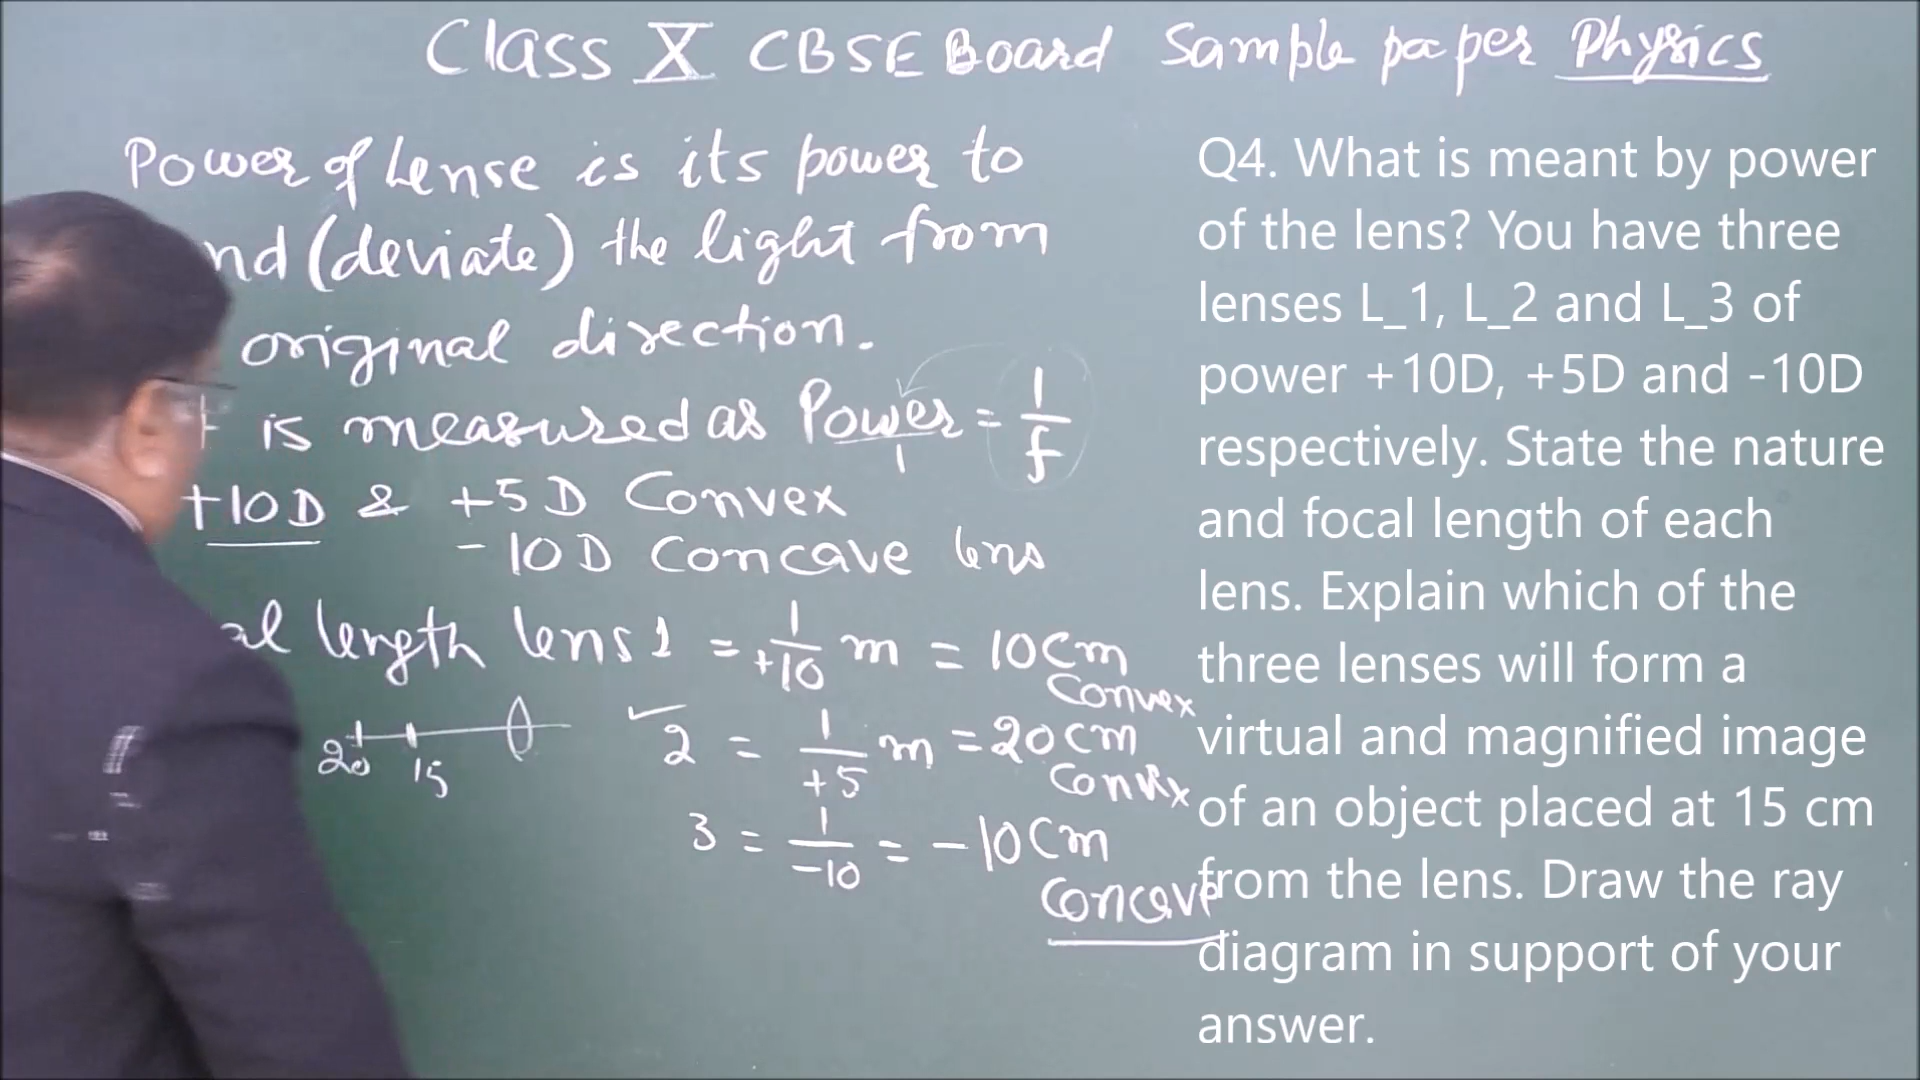 Class X CBSE Board Sample paper Physics
Power of Lense is its power to
nd (deviate) the light from
original direction.
t is measured as Power = 1/f
1
+10D & +5D Convex
-10D Concave lens
al length lens 1 = 1/+10 m = 10cm
Convex
20 15
2 = 1/+5 m = 20cm
Convex
3 = 1/-10 = -10cm
Concave
Q4. What is meant by power
of the lens? You have three
lenses L_1, L_2 and L_3 of
power +10D, +5D and -10D
respectively. State the nature
and focal length of each
lens. Explain which of the
three lenses will form a
virtual and magnified image
of an object placed at 15 cm
from the lens. Draw the ray
diagram in support of your
answer.